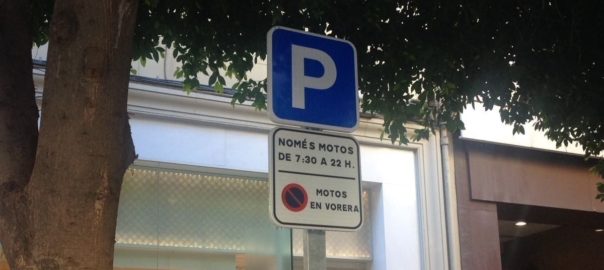 P
NOMÉS MOTOS
DE 7:30 A 22 H.
MOTOS
EN VORERA